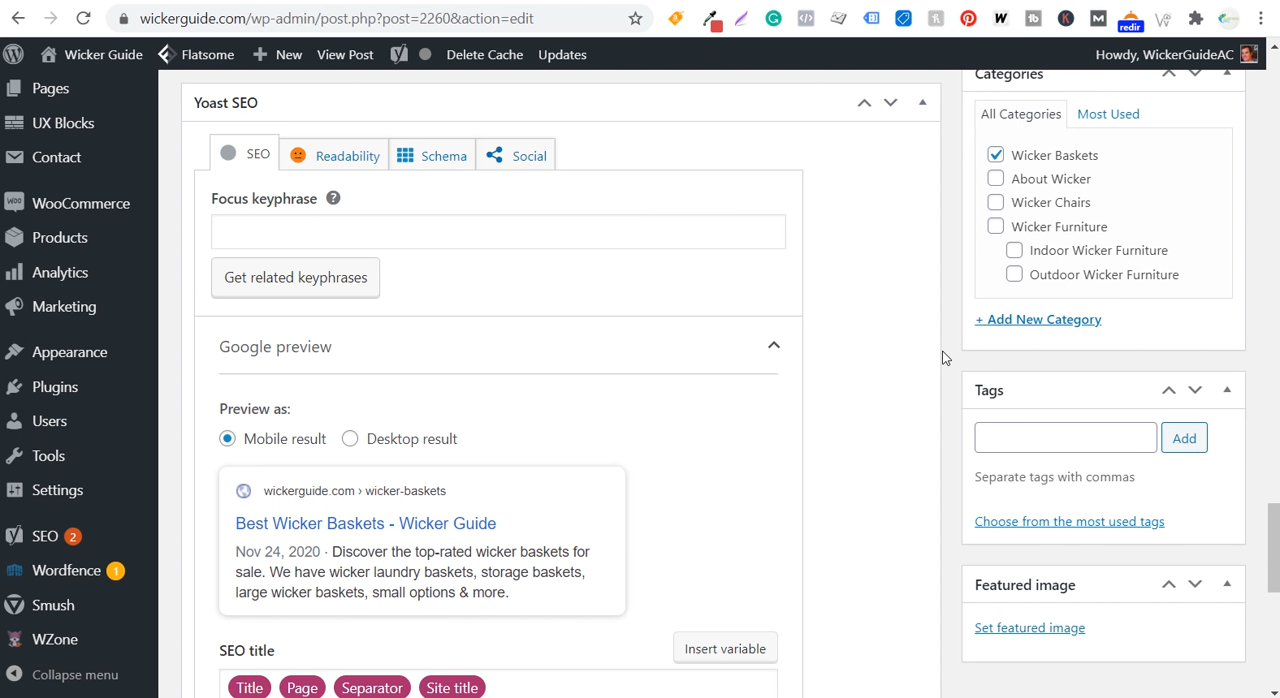 wickerguide.com/wp-admin/post.php?post=2260&action=edit
redir
Wicker Guide
Flatsome
New
View Post
Delete Cache
Updates
Howdy, WickerGuideAC
Pages
UX Blocks
Contact
WooCommerce
Products
Analytics
Marketing
Appearance
Plugins
Users
Tools
Settings
SEO 2
Wordfence 1
Smush
WZone
Collapse menu
Yoast SEO
SEO
Readability
Schema
Social
Focus keyphrase ?
Get related keyphrases
Google preview
Preview as:
Mobile result
Desktop result
wickerguide.com › wicker-baskets
Best Wicker Baskets - Wicker Guide
Nov 24, 2020 · Discover the top-rated wicker baskets for
sale. We have wicker laundry baskets, storage baskets,
large wicker baskets, small options & more.
SEO title
Insert variable
Title
Page
Separator
Site title
Categories
All Categories
Most Used
Wicker Baskets
About Wicker
Wicker Chairs
Wicker Furniture
Indoor Wicker Furniture
Outdoor Wicker Furniture
+ Add New Category
Tags
Add
Separate tags with commas
Choose from the most used tags
Featured image
Set featured image